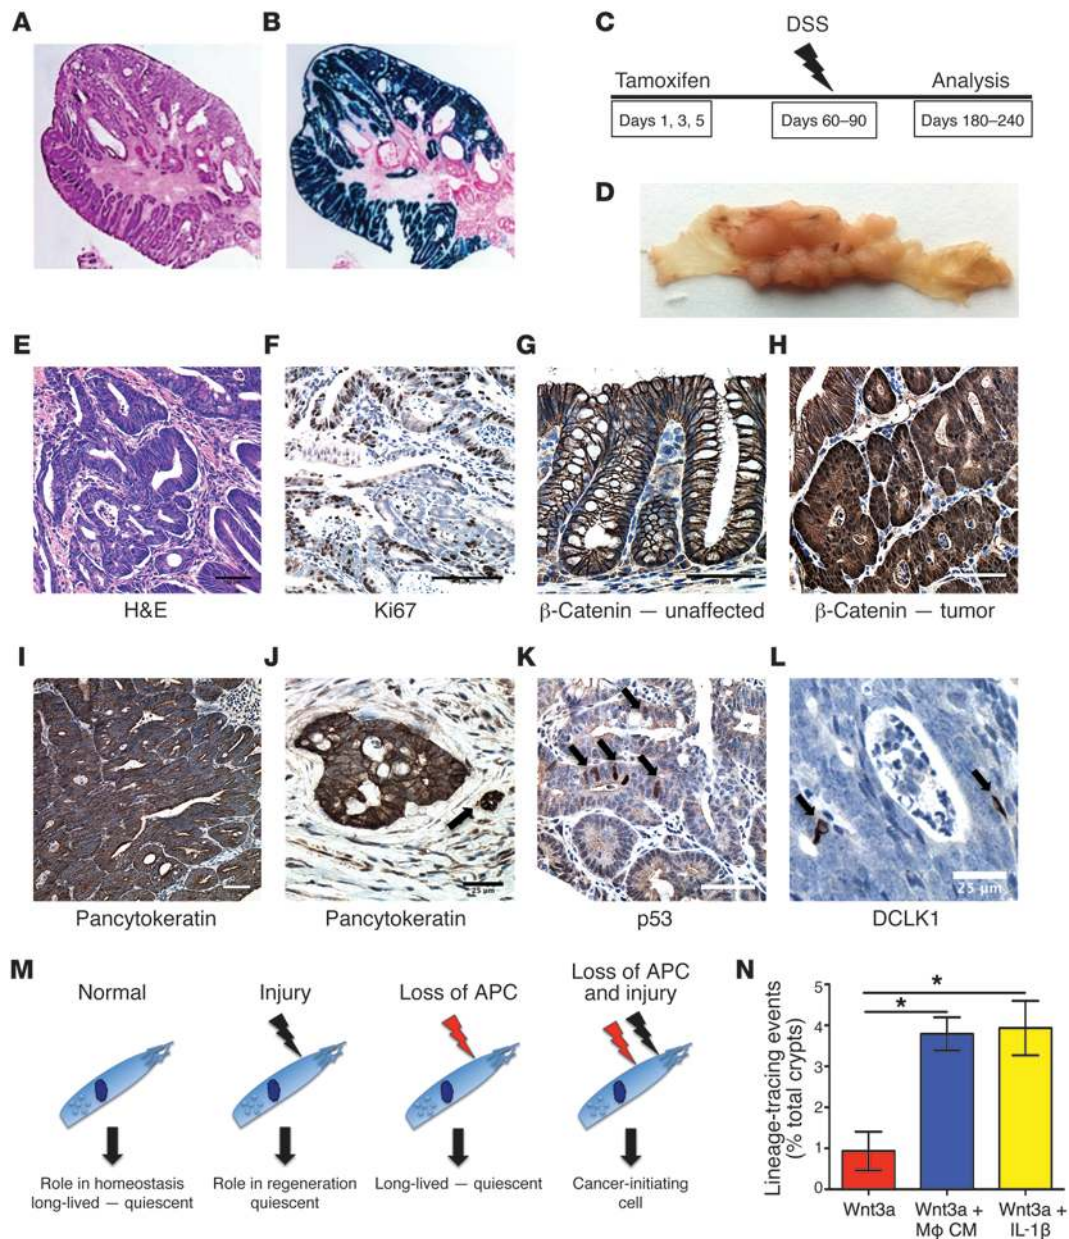 A
B
C
DSS
Tamoxifen
Analysis
Days 1, 3, 5
Days 60–90
Days 180–240
D
E
F
G
H
H&E
Ki67
β-Catenin — unaffected
β-Catenin — tumor
I
J
K
L
25 µm
25 µm
Pancytokeratin
Pancytokeratin
p53
DCLK1
M
Normal
Injury
Loss of APC
Loss of APC
and injury
Role in homeostasis
long-lived — quiescent
Role in regeneration
quiescent
Long-lived — quiescent
Cancer-initiating
cell
N
Lineage-tracing events
(% total crypts)
5
4
3
2
1
0
*
*
Wnt3a
Wnt3a +
Mϕ CM
Wnt3a +
IL-1β